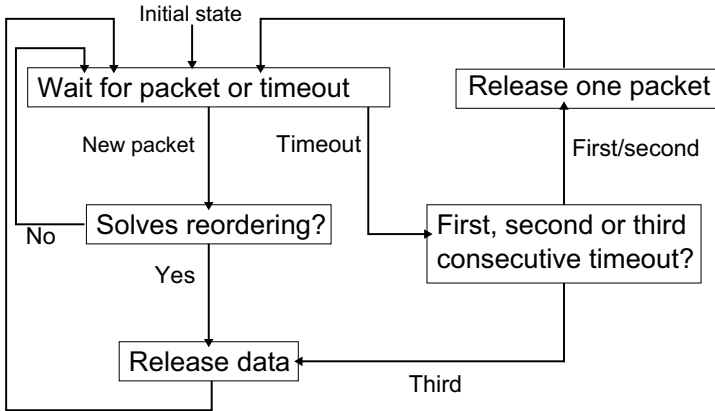 Initial state
Wait for packet or timeout
Release one packet
New packet
Timeout
First/second
Solves reordering?
First, second or third
consecutive timeout?
No
Yes
Release data
Third